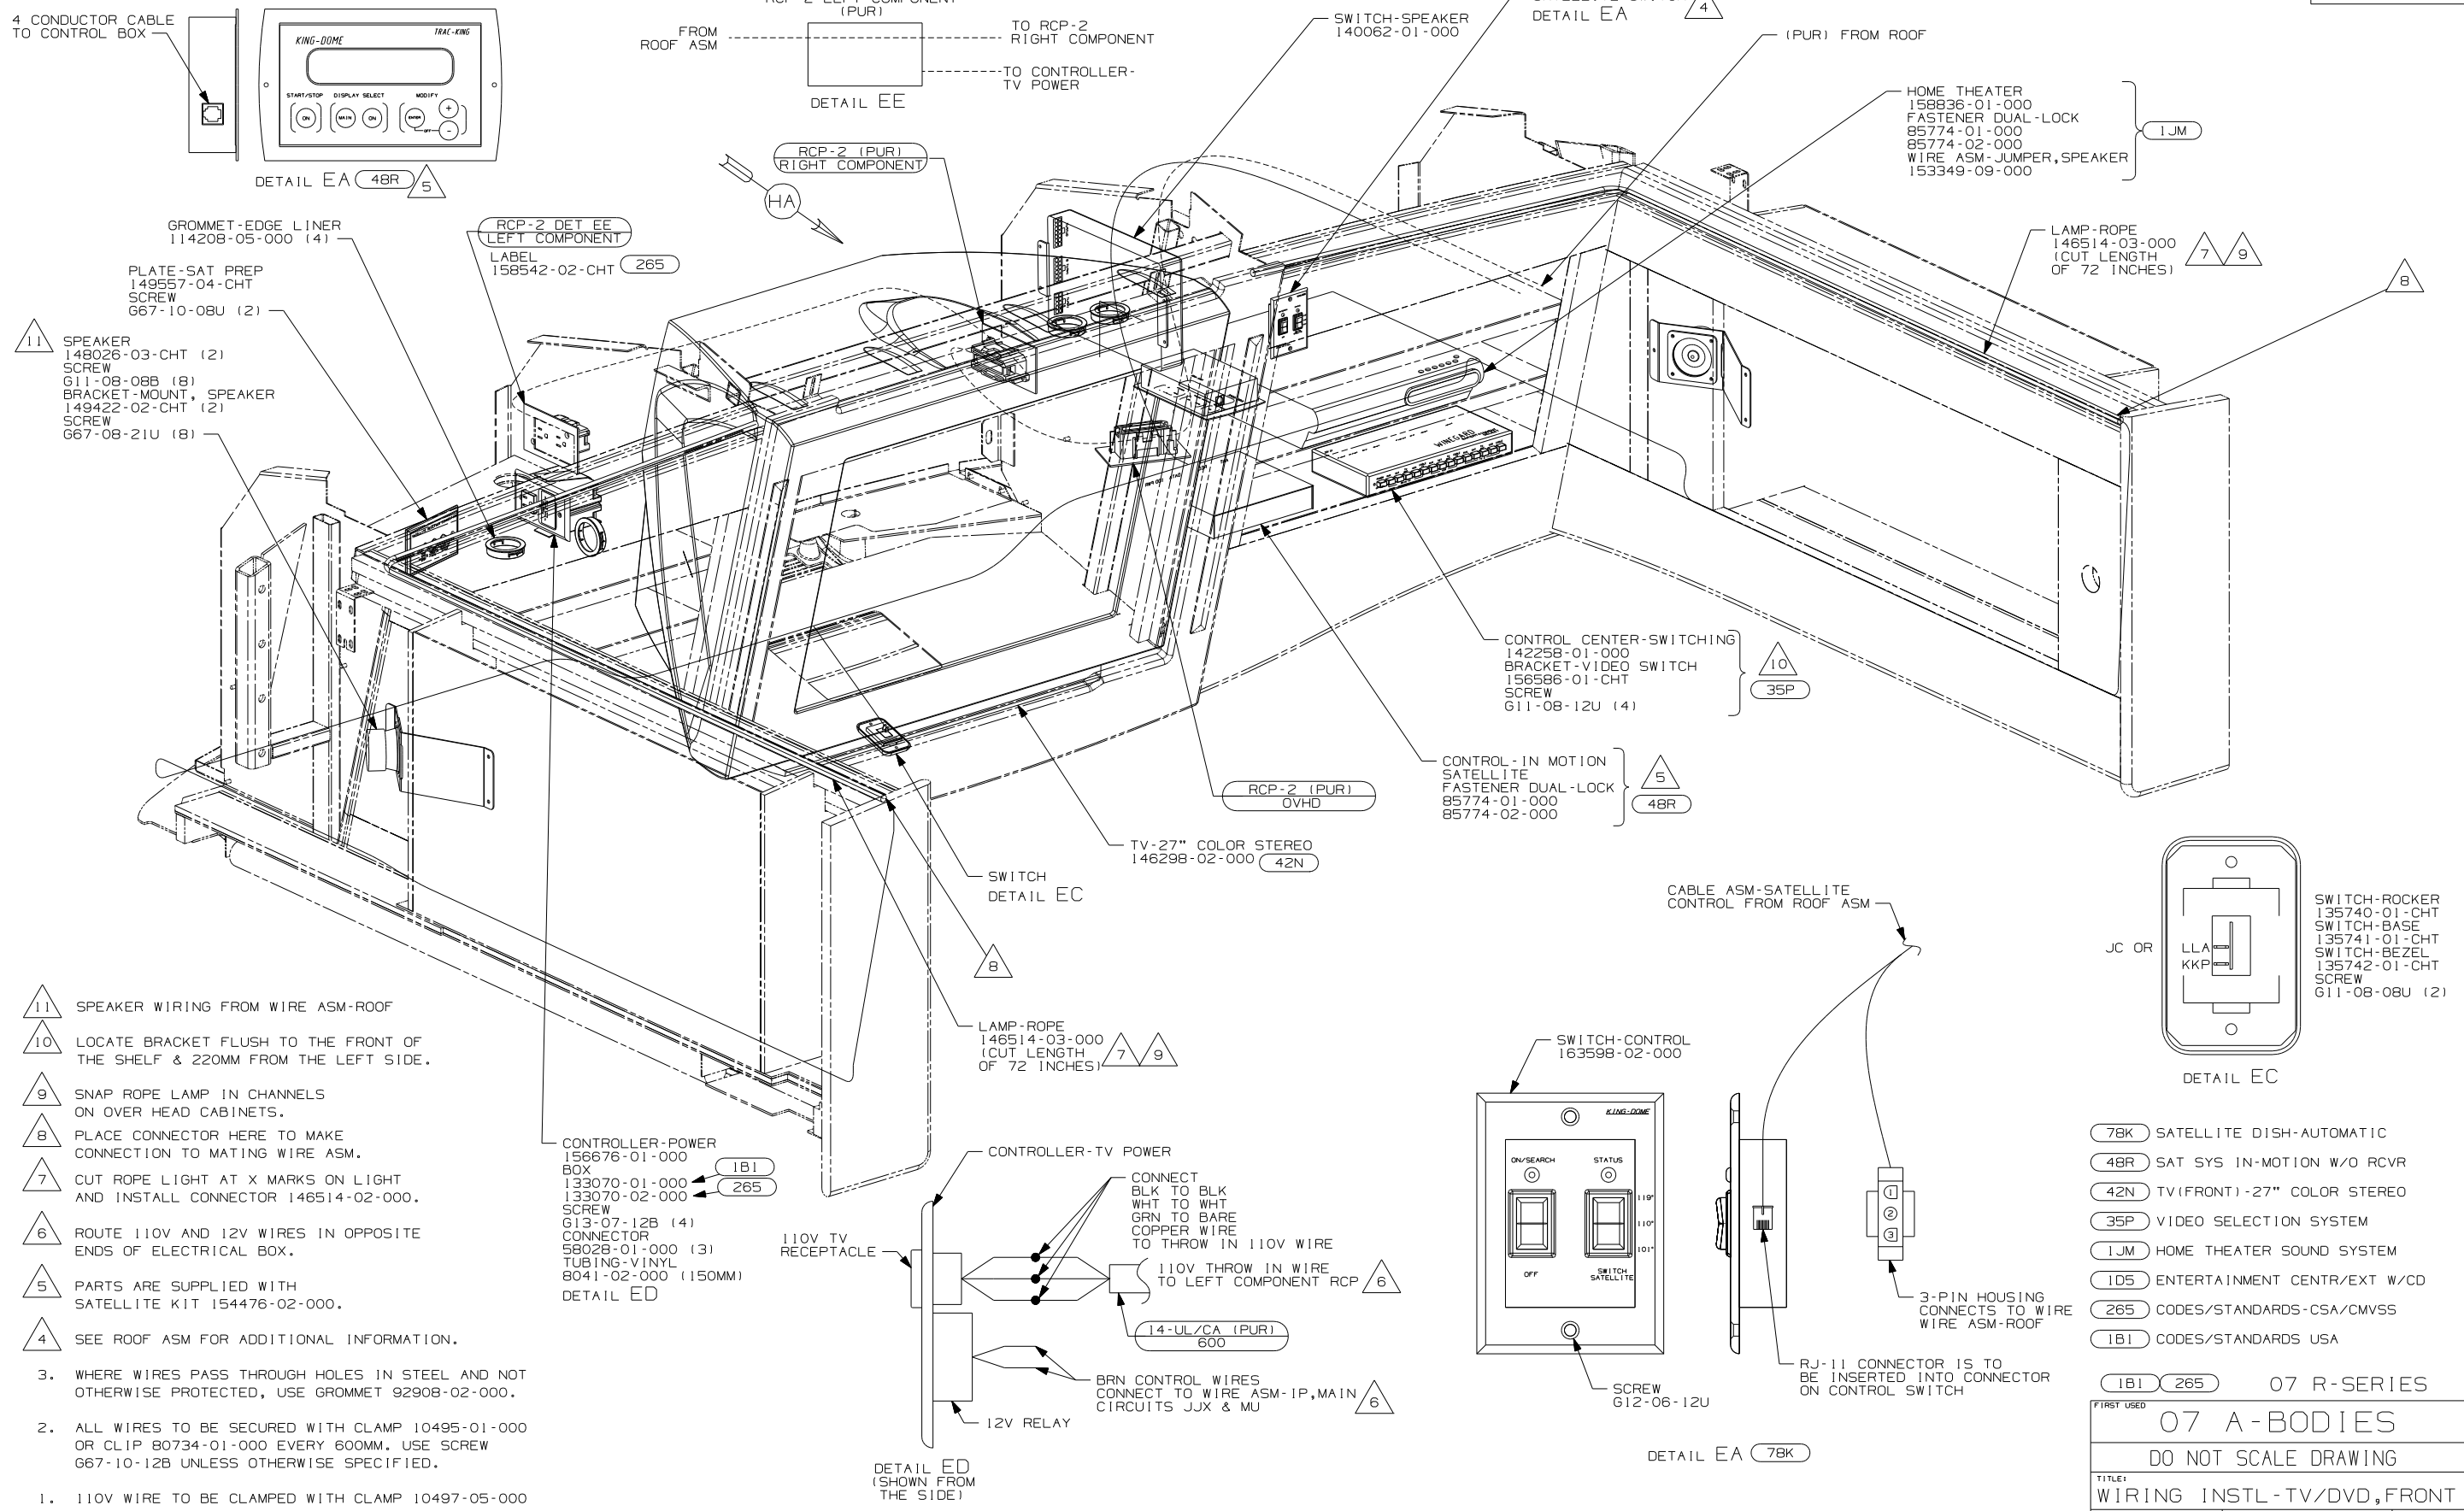 4 CONDUCTOR CABLE
TO CONTROL BOX
KING-DOME
TRAC-KING
START/STOP
DISPLAY SELECT
MODIFY
ON
MAIN
ON
ENTER
OFF
+
-
DETAIL EA 48R 5
(PUR)
FROM
ROOF ASM
TO RCP-2
RIGHT COMPONENT
TO CONTROLLER-
TV POWER
DETAIL EE
SWITCH-SPEAKER
140062-01-000
DETAIL EA 4
(PUR) FROM ROOF
HOME THEATER
158836-01-000
FASTENER DUAL-LOCK
85774-01-000
85774-02-000
WIRE ASM-JUMPER,SPEAKER
153349-09-000
1JM
RCP-2 (PUR)
RIGHT COMPONENT
HA
GROMMET-EDGE LINER
114208-05-000 (4)
RCP-2 DET EE
LEFT COMPONENT
LABEL
158542-02-CHT 265
PLATE-SAT PREP
149557-04-CHT
SCREW
G67-10-08U (2)
11
SPEAKER
148026-03-CHT (2)
SCREW
G11-08-08B (8)
BRACKET-MOUNT, SPEAKER
149422-02-CHT (2)
SCREW
G67-08-21U (8)
LAMP-ROPE
146514-03-000
(CUT LENGTH
OF 72 INCHES)
7 9
8
WINEGARD
CONTROL CENTER-SWITCHING
142258-01-000
BRACKET-VIDEO SWITCH
156586-01-CHT
SCREW
G11-08-12U (4)
10
35P
CONTROL-IN MOTION
SATELLITE
FASTENER DUAL-LOCK
85774-01-000
85774-02-000
5
48R
RCP-2 (PUR)
OVHD
TV-27" COLOR STEREO
146298-02-000 42N
SWITCH
DETAIL EC
8
LAMP-ROPE
146514-03-000
(CUT LENGTH
OF 72 INCHES)
7 9
CABLE ASM-SATELLITE
CONTROL FROM ROOF ASM
JC OR
LLA
KKP
SWITCH-ROCKER
135740-01-CHT
SWITCH-BASE
135741-01-CHT
SWITCH-BEZEL
135742-01-CHT
SCREW
G11-08-08U (2)
DETAIL EC
11 SPEAKER WIRING FROM WIRE ASM-ROOF
10 LOCATE BRACKET FLUSH TO THE FRONT OF
THE SHELF & 220MM FROM THE LEFT SIDE.
9 SNAP ROPE LAMP IN CHANNELS
ON OVER HEAD CABINETS.
8 PLACE CONNECTOR HERE TO MAKE
CONNECTION TO MATING WIRE ASM.
7 CUT ROPE LIGHT AT X MARKS ON LIGHT
AND INSTALL CONNECTOR 146514-02-000.
6 ROUTE 110V AND 12V WIRES IN OPPOSITE
ENDS OF ELECTRICAL BOX.
5 PARTS ARE SUPPLIED WITH
SATELLITE KIT 154476-02-000.
4 SEE ROOF ASM FOR ADDITIONAL INFORMATION.
3. WHERE WIRES PASS THROUGH HOLES IN STEEL AND NOT
OTHERWISE PROTECTED, USE GROMMET 92908-02-000.
2. ALL WIRES TO BE SECURED WITH CLAMP 10495-01-000
OR CLIP 80734-01-000 EVERY 600MM. USE SCREW
G67-10-12B UNLESS OTHERWISE SPECIFIED.
1. 110V WIRE TO BE CLAMPED WITH CLAMP 10497-05-000
CONTROLLER-POWER
156676-01-000
BOX
133070-01-000 1B1
133070-02-000 265
SCREW
G13-07-12B (4)
CONNECTOR
58028-01-000 (3)
TUBING-VINYL
8041-02-000 (150MM)
DETAIL ED
CONTROLLER-TV POWER
CONNECT
BLK TO BLK
WHT TO WHT
GRN TO BARE
COPPER WIRE
TO THROW IN 110V WIRE
110V TV
RECEPTACLE
110V THROW IN WIRE
TO LEFT COMPONENT RCP 6
14-UL/CA (PUR)
600
BRN CONTROL WIRES
CONNECT TO WIRE ASM-IP,MAIN
CIRCUITS JJX & MU
6
12V RELAY
DETAIL ED
(SHOWN FROM
THE SIDE)
SWITCH-CONTROL
163598-02-000
KING-DOME
ON/SEARCH
STATUS
119°
110°
101°
OFF
SWITCH
SATELLITE
SCREW
G12-06-12U
1
2
3
3-PIN HOUSING
CONNECTS TO WIRE
WIRE ASM-ROOF
RJ-11 CONNECTOR IS TO
BE INSERTED INTO CONNECTOR
ON CONTROL SWITCH
DETAIL EA 78K
78K SATELLITE DISH-AUTOMATIC
48R SAT SYS IN-MOTION W/O RCVR
42N TV(FRONT)-27" COLOR STEREO
35P VIDEO SELECTION SYSTEM
1JM HOME THEATER SOUND SYSTEM
1D5 ENTERTAINMENT CENTR/EXT W/CD
265 CODES/STANDARDS-CSA/CMVSS
1B1 CODES/STANDARDS USA
1B1 265 07 R-SERIES
FIRST USED
07 A-BODIES
DO NOT SCALE DRAWING
TITLE:
WIRING INSTL-TV/DVD,FRONT